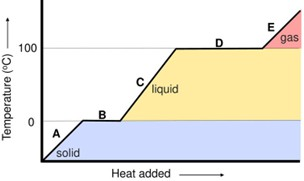 Temperature (°C)
E
gas
D
100
C
liquid
B
0
A
solid
Heat added